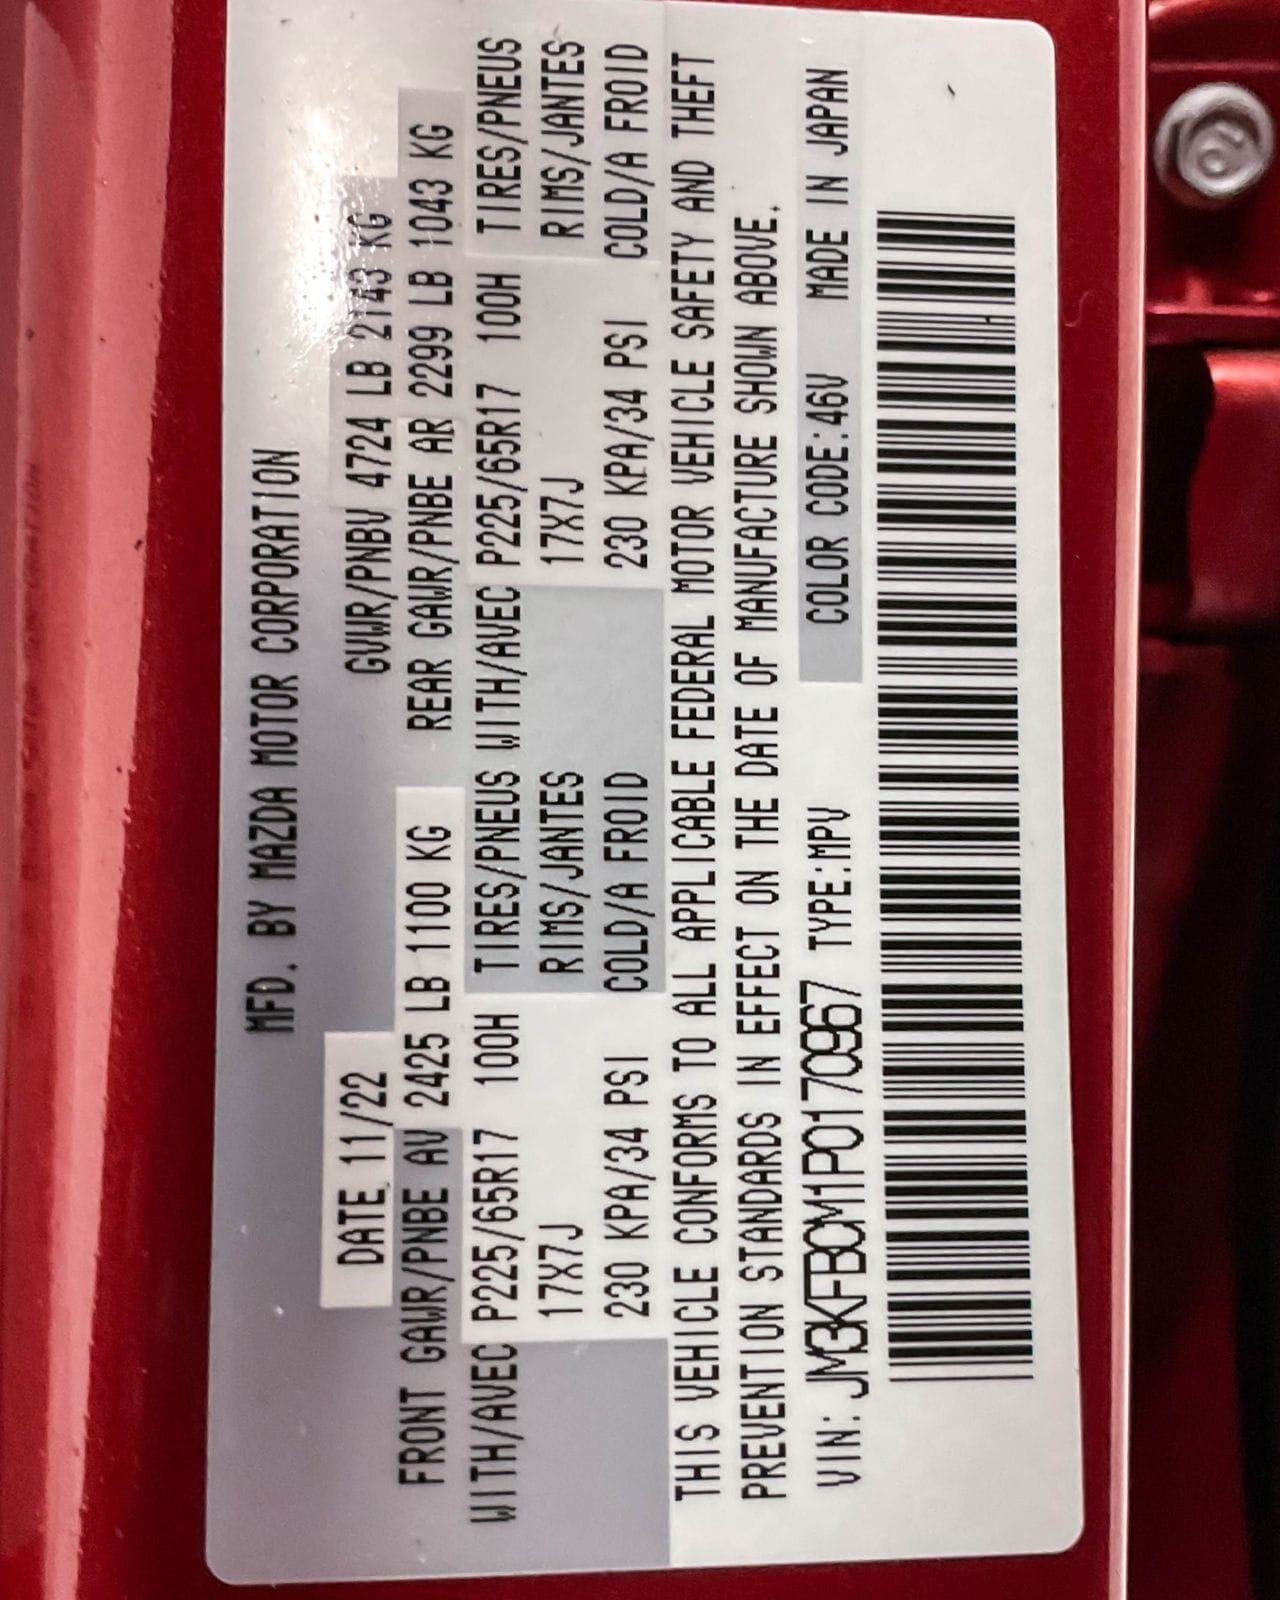 MFD. BY MAZDA MOTOR CORPORATION
DATE 11/22 GVWR/PNBV 4724 LB 2143 KG
FRONT GAWR/PNBE AV 2425 LB 1100 KG REAR GAWR/PNBE AR 2299 LB 1043 KG
WITH/AVEC P225/65R17 100H TIRES/PNEUS WITH/AVEC P225/65R17 100H TIRES/PNEUS
17X7J RIMS/JANTES 17X7J RIMS/JANTES
230 KPA/34 PSI COLD/A FROID 230 KPA/34 PSI COLD/A FROID
THIS VEHICLE CONFORMS TO ALL APPLICABLE FEDERAL MOTOR VEHICLE SAFETY AND THEFT
PREVENTION STANDARDS IN EFFECT ON THE DATE OF MANUFACTURE SHOWN ABOVE.
VIN: JM3KFBCM1P0170967 TYPE:MPV COLOR CODE:46V MADE IN JAPAN